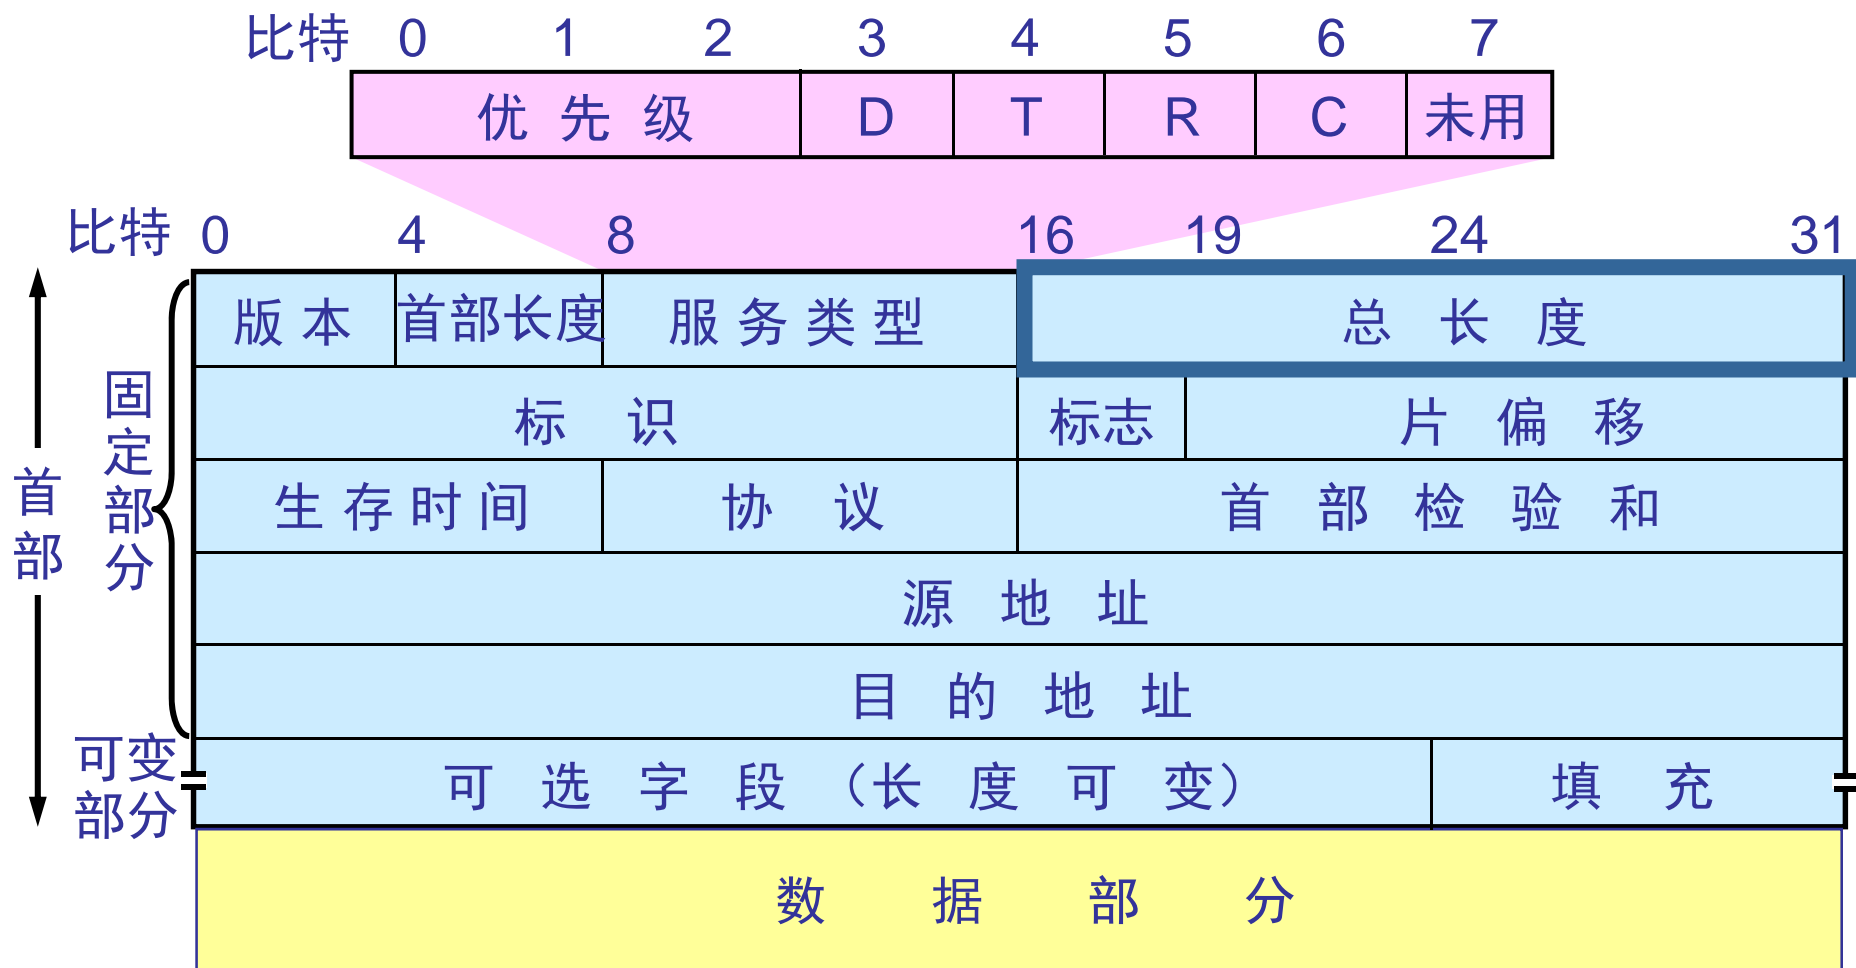 比特 0 1 2 3 4 5 6 7
优先级 D T R C 未用
比特 0 4 8 16 19 24 31
版本 首部长度 服务类型 总长度
标识 标志 片偏移
生存时间 协议 首部检验和
源地址
目的地址
可选字段（长度可变） 填充
数据部分
首部
固定部分
可变
部分